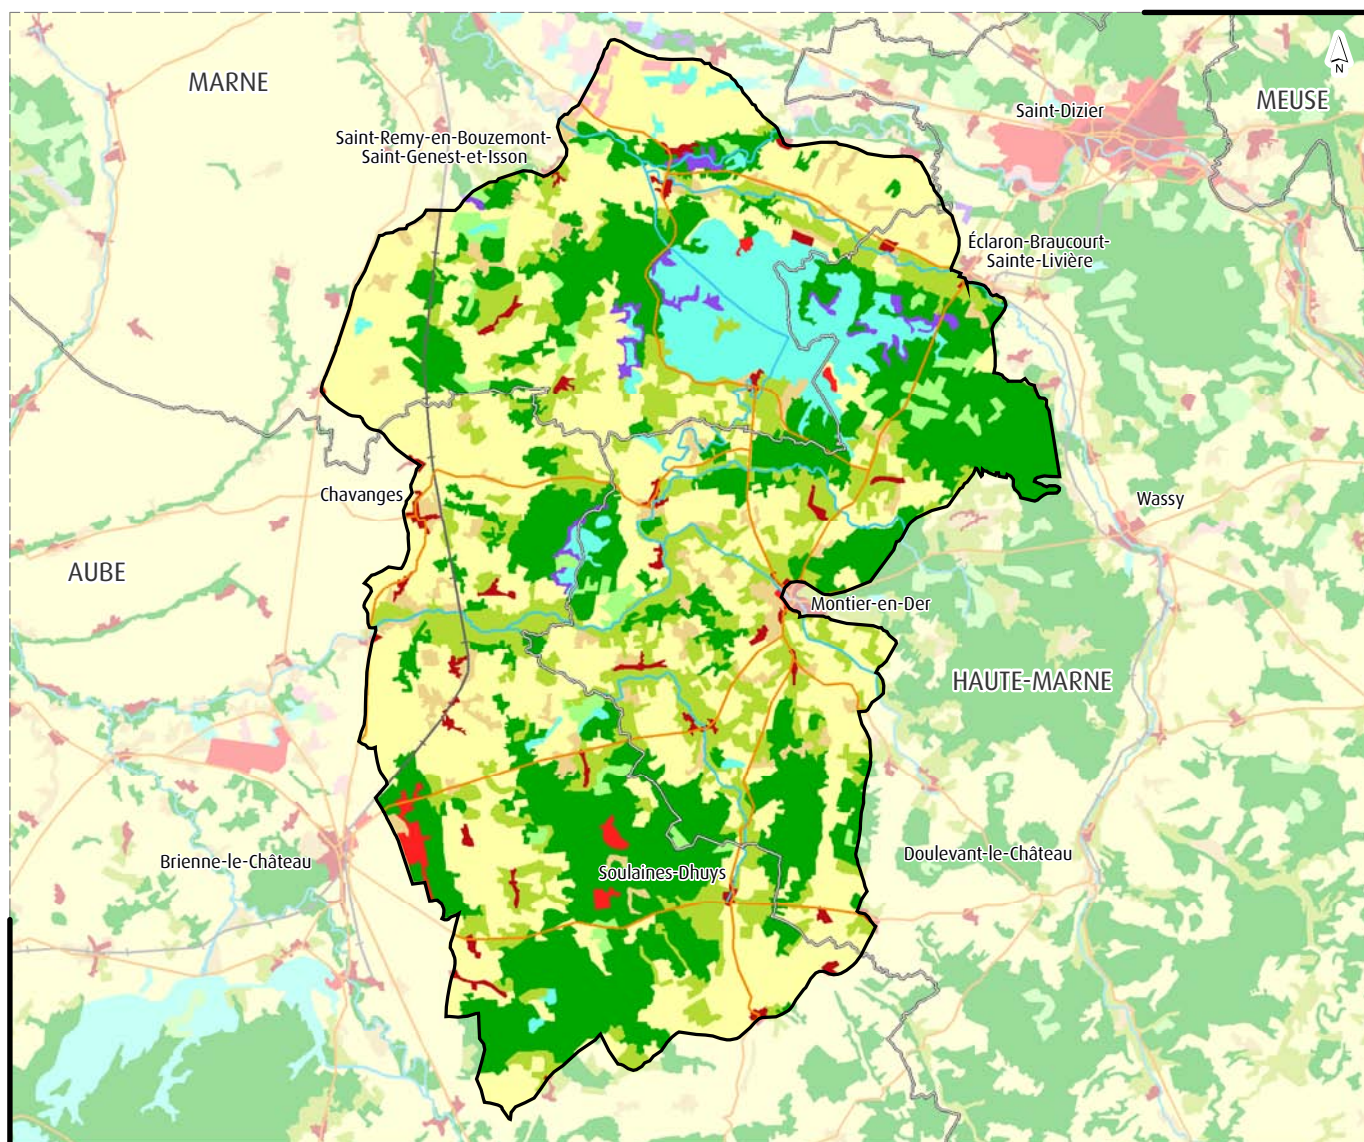 MARNE
MEUSE
N
Saint-Dizier
Saint-Remy-en-Bouzemont-
Saint-Genest-et-Isson
Éclaron-Braucourt-
Sainte-Livière
Chavanges
Wassy
AUBE
Montier-en-Der
HAUTE-MARNE
Brienne-le-Château
Soulaines-Dhuys
Doulevant-le-Château